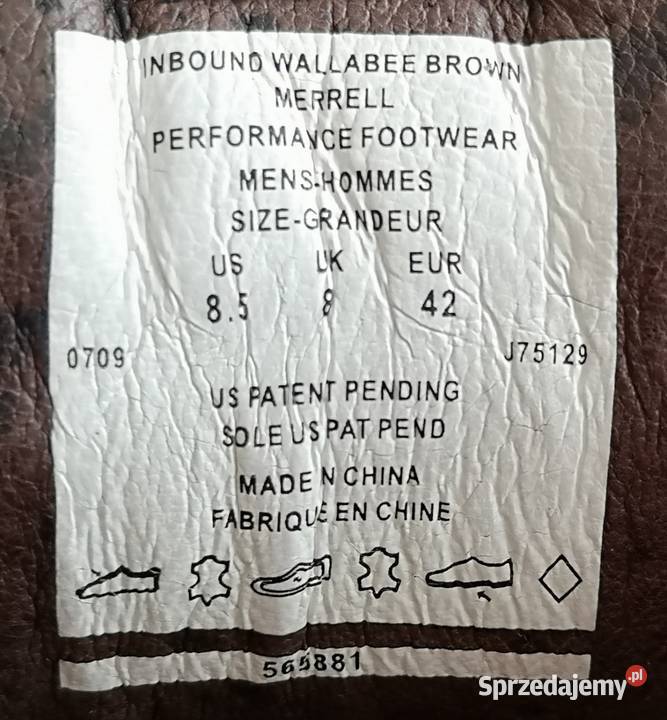 INBOUND WALLABEE BROWN
MERRELL
PERFORMANCE FOOTWEAR
MENS-HOMMES
SIZE-GRANDEUR
US UK EUR
8.5 8 42
0709 J75129
US PATENT PENDING
SOLE US PAT PEND
MADE N CHINA
FABRIQUE EN CHINE
565881
Sprzedajemy.pl